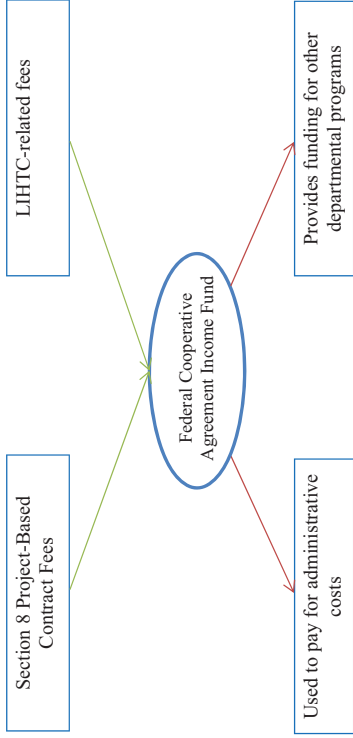 Section 8 Project-Based
Contract Fees
LIHTC-related fees
Federal Cooperative
Agreement Income Fund
Used to pay for administrative
costs
Provides funding for other
departmental programs